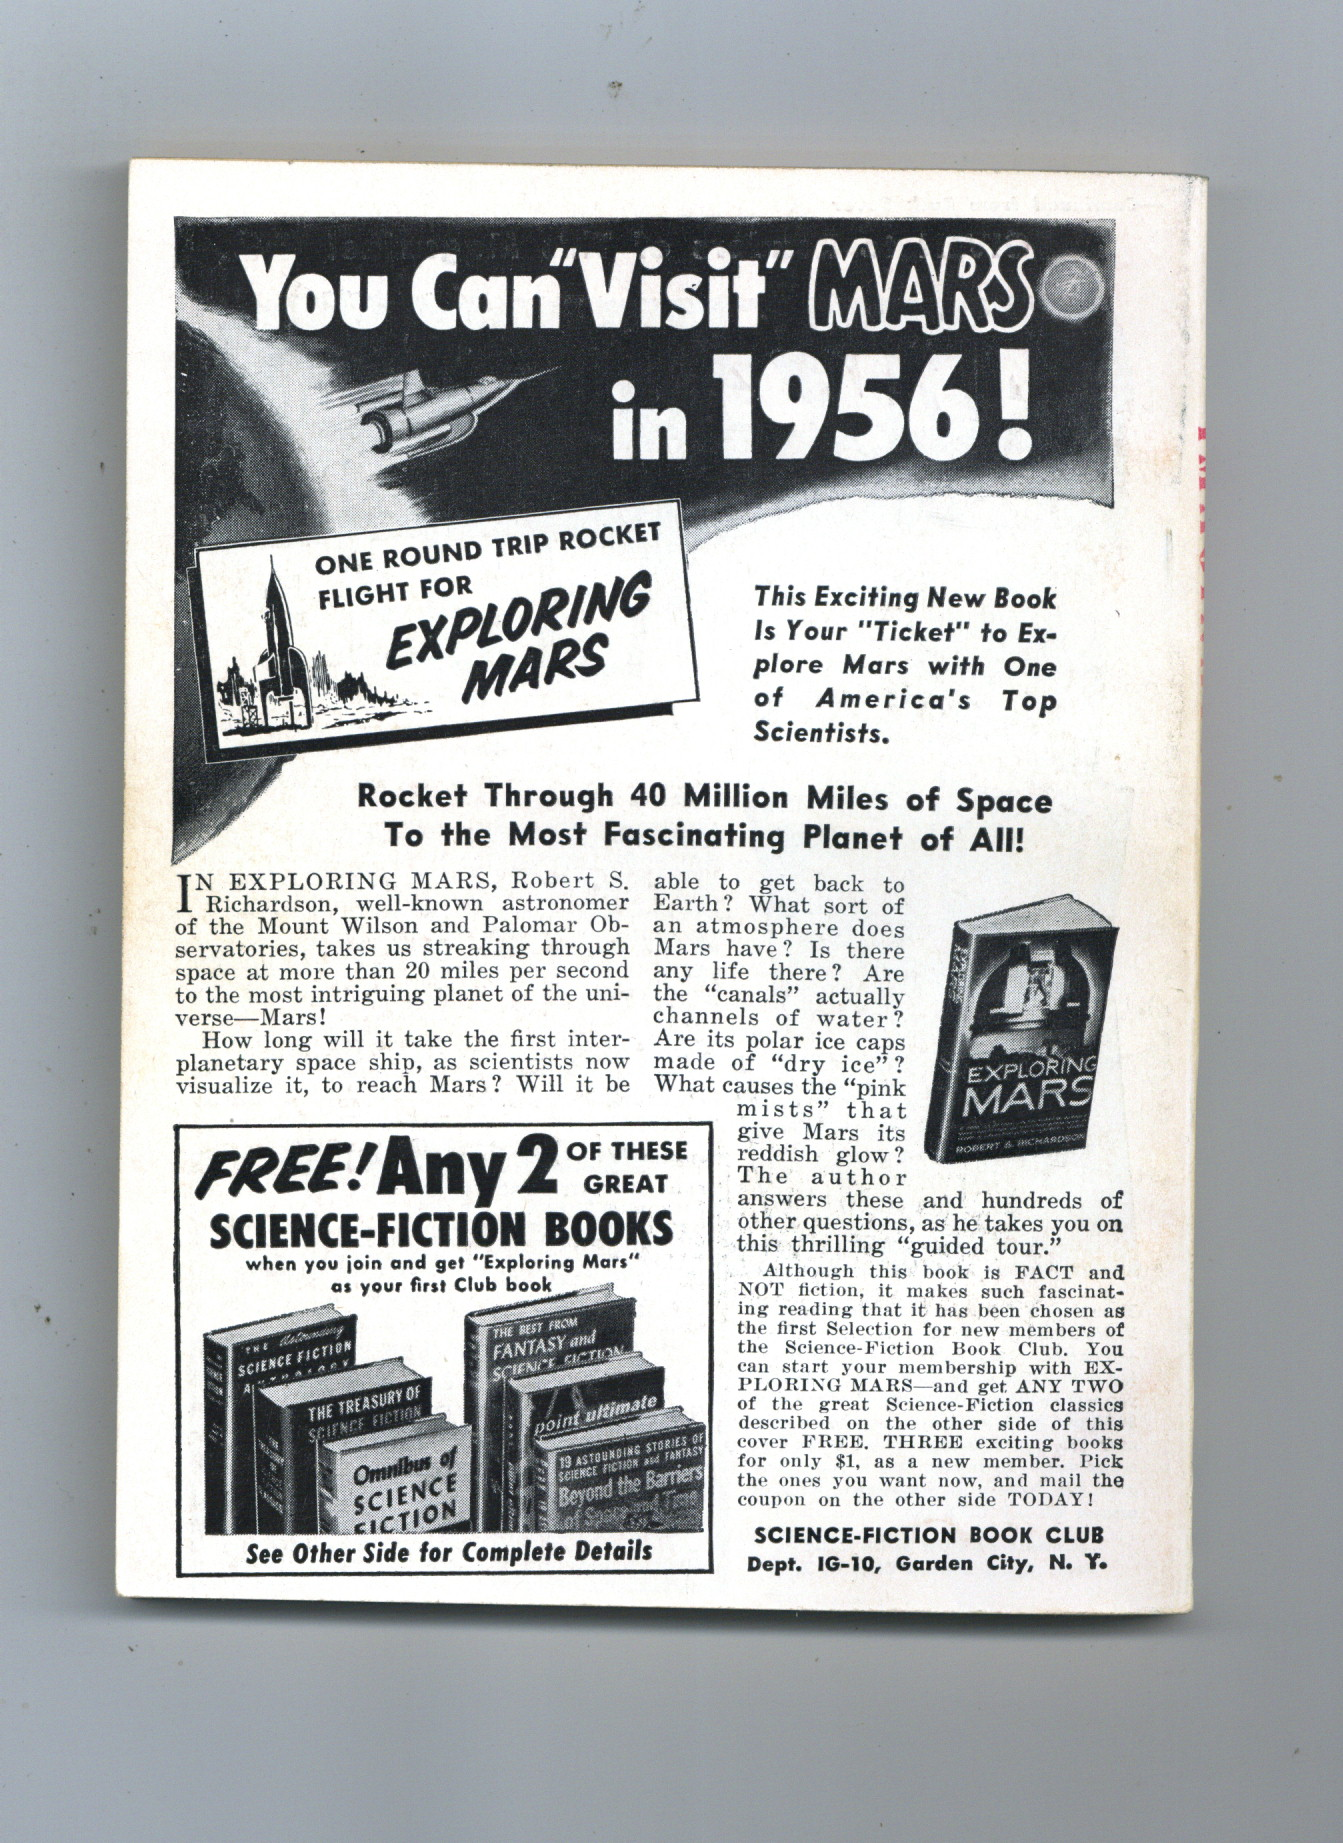 You Can "Visit" MARS
in 1956!
ONE ROUND TRIP ROCKET
FLIGHT FOR
EXPLORING
MARS
This Exciting New Book
Is Your "Ticket" to Ex-
plore Mars with One
of America's Top
Scientists.
Rocket Through 40 Million Miles of Space
To the Most Fascinating Planet of All!
IN EXPLORING MARS, Robert S.
Richardson, well-known astronomer
of the Mount Wilson and Palomar Ob-
servatories, takes us streaking through
space at more than 20 miles per second
to the most intriguing planet of the uni-
verse—Mars!
How long will it take the first inter-
planetary space ship, as scientists now
visualize it, to reach Mars? Will it be
able to get back to
Earth? What sort of
an atmosphere does
Mars have? Is there
any life there? Are
the "canals" actually
channels of water?
Are its polar ice caps
made of "dry ice"?
What causes the "pink
mists" that
give Mars its
reddish glow?
The author
answers these and hundreds of
other questions, as he takes you on
this thrilling "guided tour."
Although this book is FACT and
NOT fiction, it makes such fascinat-
ing reading that it has been chosen as
the first Selection for new members of
the Science-Fiction Book Club. You
can start your membership with EX-
PLORING MARS—and get ANY TWO
of the great Science-Fiction classics
described on the other side of this
cover FREE. THREE exciting books
for only $1, as a new member. Pick
the ones you want now, and mail the
coupon on the other side TODAY!
SCIENCE-FICTION BOOK CLUB
Dept. IG-10, Garden City, N. Y.
EXPLORING
MARS
ROBERT S. RICHARDSON
FREE! Any 2 OF THESE
GREAT
SCIENCE-FICTION BOOKS
when you join and get "Exploring Mars"
as your first Club book
THE Astounding
SCIENCE FICTION
ANTHOLOGY
THE TREASURY OF
SCIENCE FICTION
Omnibus of
SCIENCE
FICTION
THE BEST FROM
FANTASY and
SCIENCE FICTION
point ultimate
19 ASTOUNDING STORIES OF
SCIENCE FICTION and FANTASY
Beyond the Barriers
of Space and Time
See Other Side for Complete Details